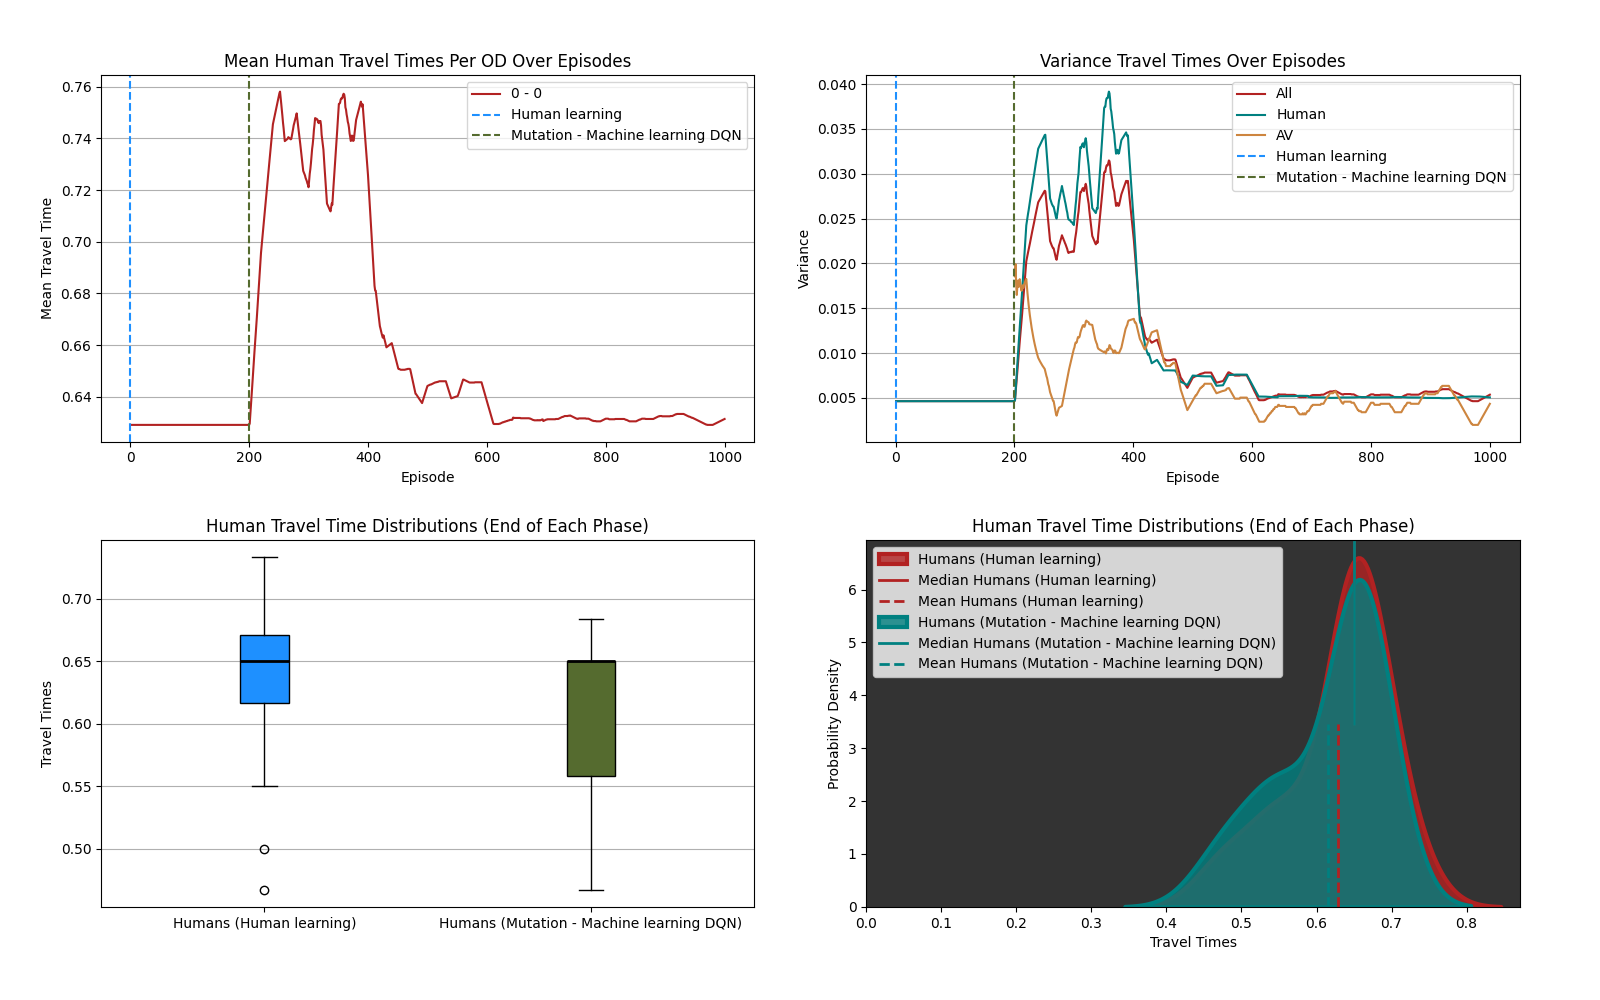 Mean Human Travel Times Per OD Over Episodes
0.76
0.74
0.72
0.70
0.68
0.66
0.64
Mean Travel Time
0 - 0
Human learning
Mutation - Machine learning DQN
0 200 400 600 800 1000
Episode
Variance Travel Times Over Episodes
0.040
0.035
0.030
0.025
0.020
0.015
0.010
0.005
Variance
All
Human
AV
Human learning
Mutation - Machine learning DQN
0 200 400 600 800 1000
Episode
Human Travel Time Distributions (End of Each Phase)
0.70
0.65
0.60
0.55
0.50
Travel Times
Humans (Human learning) Humans (Mutation - Machine learning DQN)
Human Travel Time Distributions (End of Each Phase)
6
5
4
3
2
1
0
Probability Density
Humans (Human learning)
Median Humans (Human learning)
Mean Humans (Human learning)
Humans (Mutation - Machine learning DQN)
Median Humans (Mutation - Machine learning DQN)
Mean Humans (Mutation - Machine learning DQN)
0.0 0.1 0.2 0.3 0.4 0.5 0.6 0.7 0.8
Travel Times